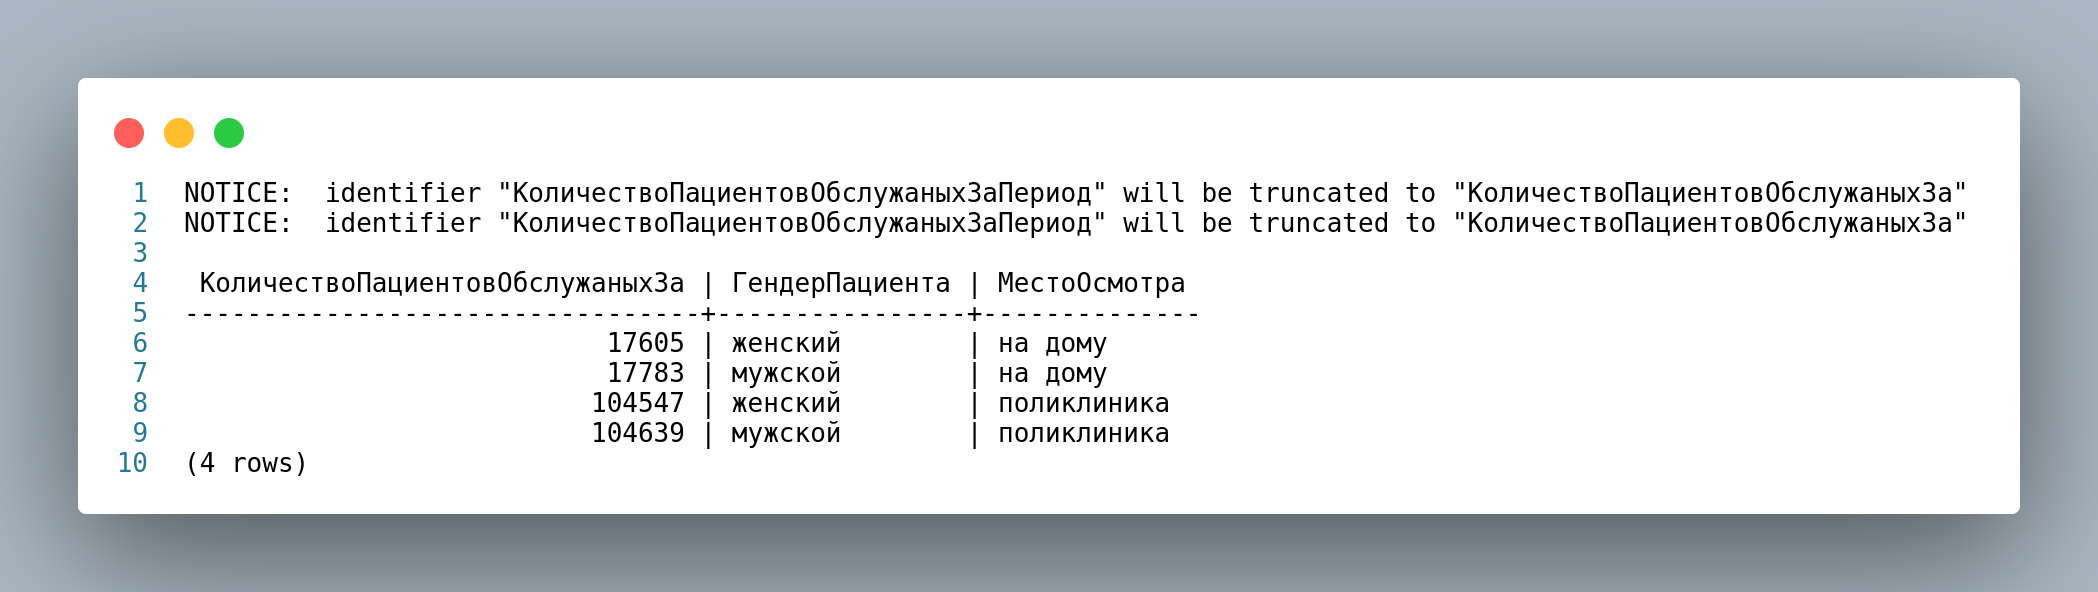 1 NOTICE:  identifier "КоличествоПациентовОбслужаныхЗаПериод" will be truncated to "КоличествоПациентовОбслужаныхЗа"
2 NOTICE:  identifier "КоличествоПациентовОбслужаныхЗаПериод" will be truncated to "КоличествоПациентовОбслужаныхЗа"
3
4  КоличествоПациентовОбслужаныхЗа | ГендерПациента | МестоОсмотра
5 ---------------------------------+----------------+--------------
6                            17605 | женский        | на дому
7                            17783 | мужской        | на дому
8                           104547 | женский        | поликлиника
9                           104639 | мужской        | поликлиника
10 (4 rows)